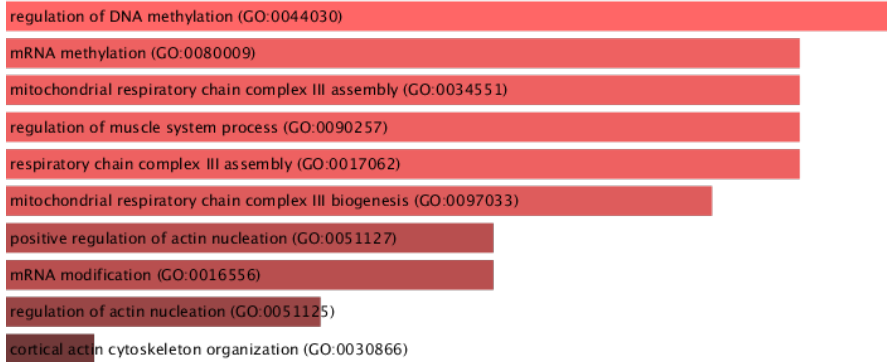 regulation of DNA methylation (GO:0044030)
mRNA methylation (GO:0080009)
mitochondrial respiratory chain complex III assembly (GO:0034551)
regulation of muscle system process (GO:0090257)
respiratory chain complex III assembly (GO:0017062)
mitochondrial respiratory chain complex III biogenesis (GO:0097033)
positive regulation of actin nucleation (GO:0051127)
mRNA modification (GO:0016556)
regulation of actin nucleation (GO:0051125)
cortical actin cytoskeleton organization (GO:0030866)